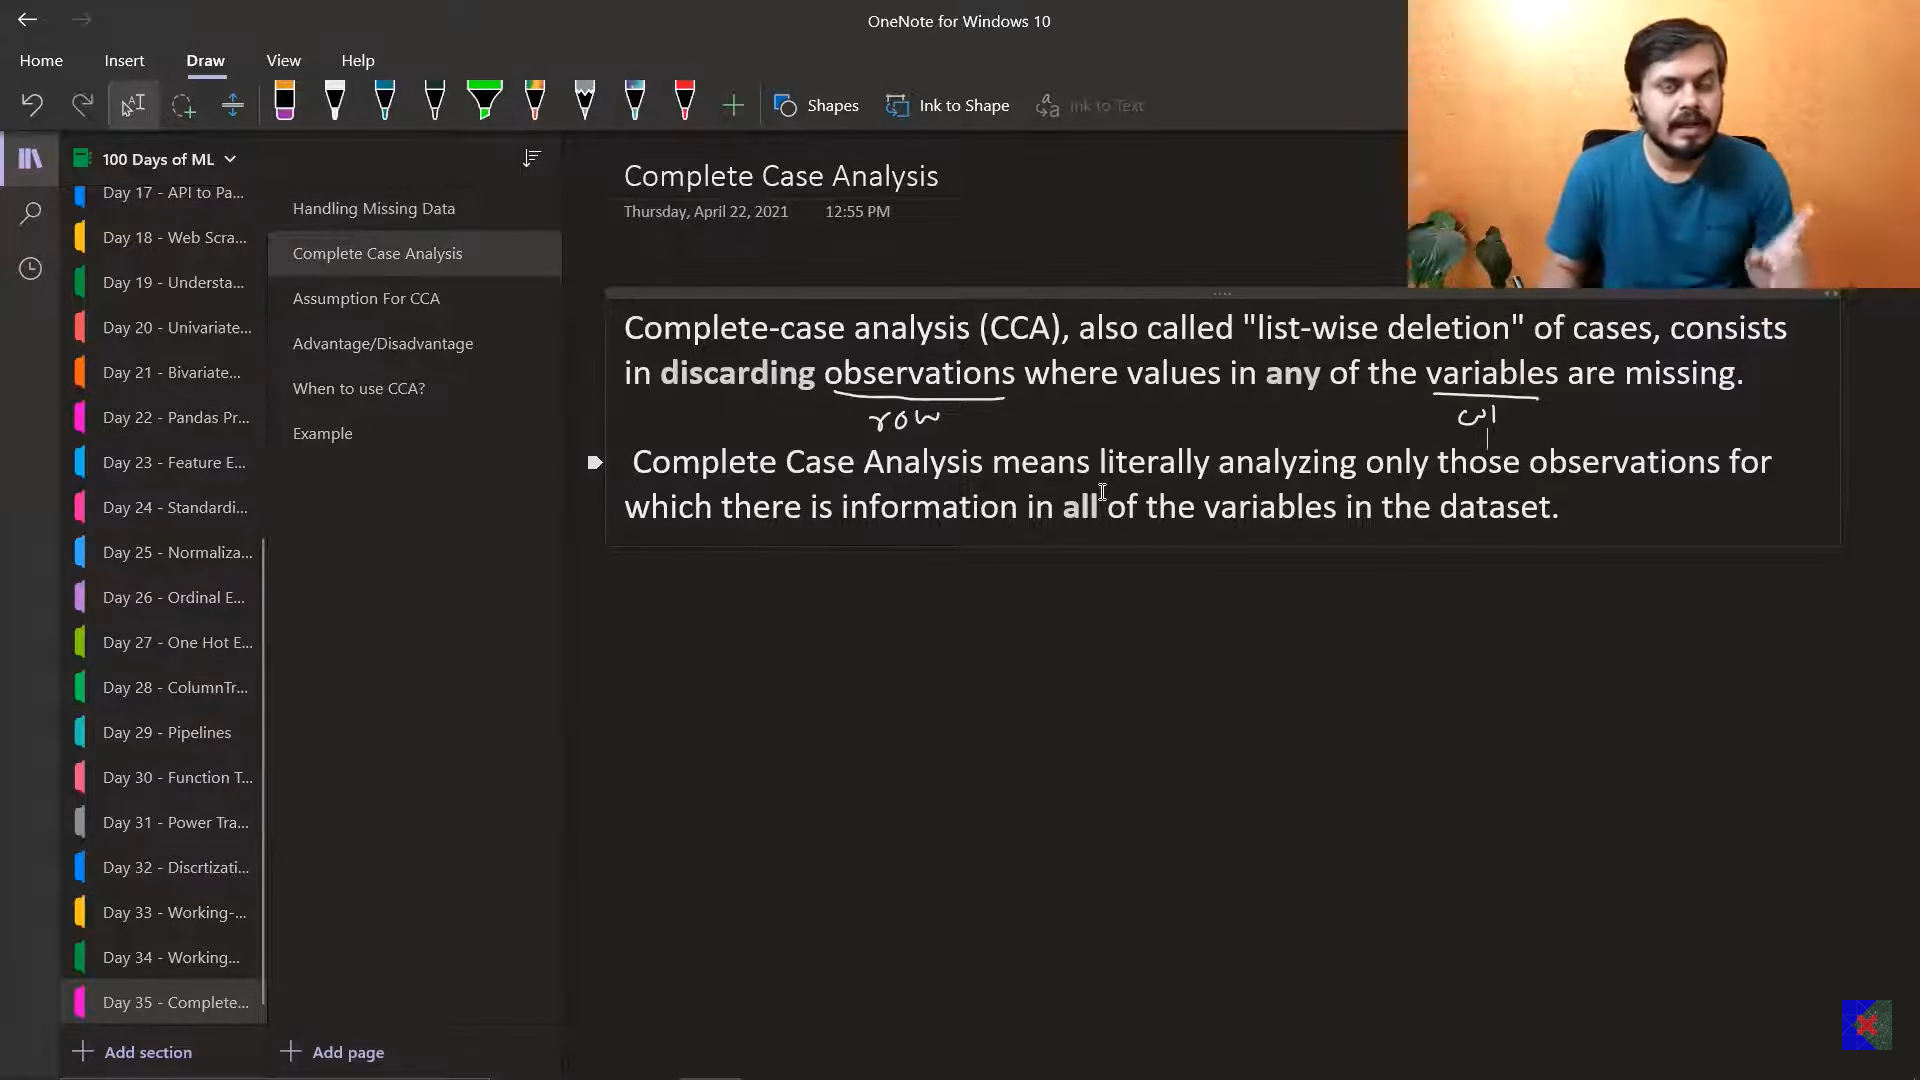 OneNote for Windows 10
Home Insert Draw View Help
Shapes Ink to Shape Ink to Text
100 Days of ML
Day 17 - API to Pa...
Day 18 - Web Scra...
Day 19 - Understa...
Day 20 - Univariate...
Day 21 - Bivariate...
Day 22 - Pandas Pr...
Day 23 - Feature E...
Day 24 - Standardi...
Day 25 - Normaliza...
Day 26 - Ordinal E...
Day 27 - One Hot E...
Day 28 - ColumnTr...
Day 29 - Pipelines
Day 30 - Function T...
Day 31 - Power Tra...
Day 32 - Discrtizati...
Day 33 - Working-...
Day 34 - Working...
Day 35 - Complete...
Add section
Handling Missing Data
Complete Case Analysis
Assumption For CCA
Advantage/Disadvantage
When to use CCA?
Example
Add page
Complete Case Analysis
Thursday, April 22, 2021 12:55 PM
Complete-case analysis (CCA), also called "list-wise deletion" of cases, consists
in discarding observations where values in any of the variables are missing.
row col
Complete Case Analysis means literally analyzing only those observations for
which there is information in all of the variables in the dataset.